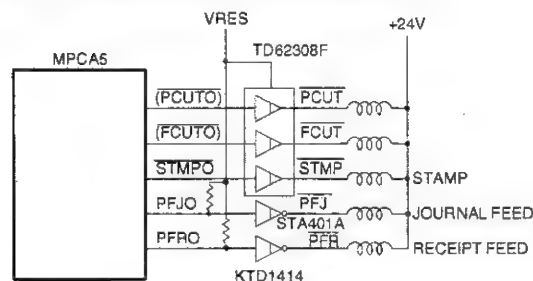 VRES
+24V
TD62308F
MPCA5
(PCUTO) PCUT
(FCUTO) FCUT
STMPO STMP STAMP
PFJO PFJ JOURNAL FEED
STA401A
PFRO PFR RECEIPT FEED
KTD1414